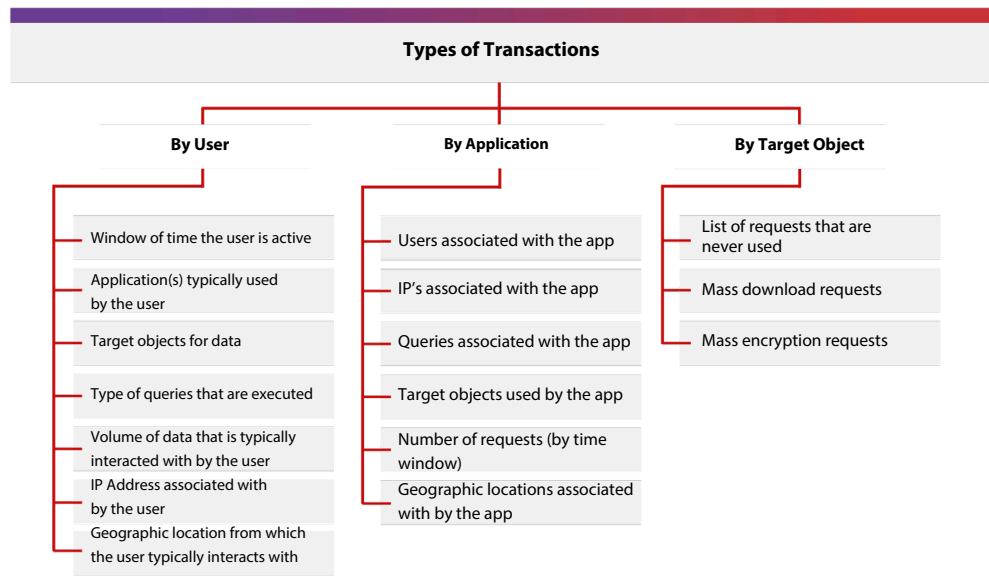 Types of Transactions
By User
Window of time the user is active
Application(s) typically used
by the user
Target objects for data
Type of queries that are executed
Volume of data that is typically
interacted with by the user
IP Address associated with
by the user
Geographic location from which
the user typically interacts with
By Application
Users associated with the app
IP’s associated with the app
Queries associated with the app
Target objects used by the app
Number of requests (by time
window)
Geographic locations associated
with by the app
By Target Object
List of requests that are
never used
Mass download requests
Mass encryption requests